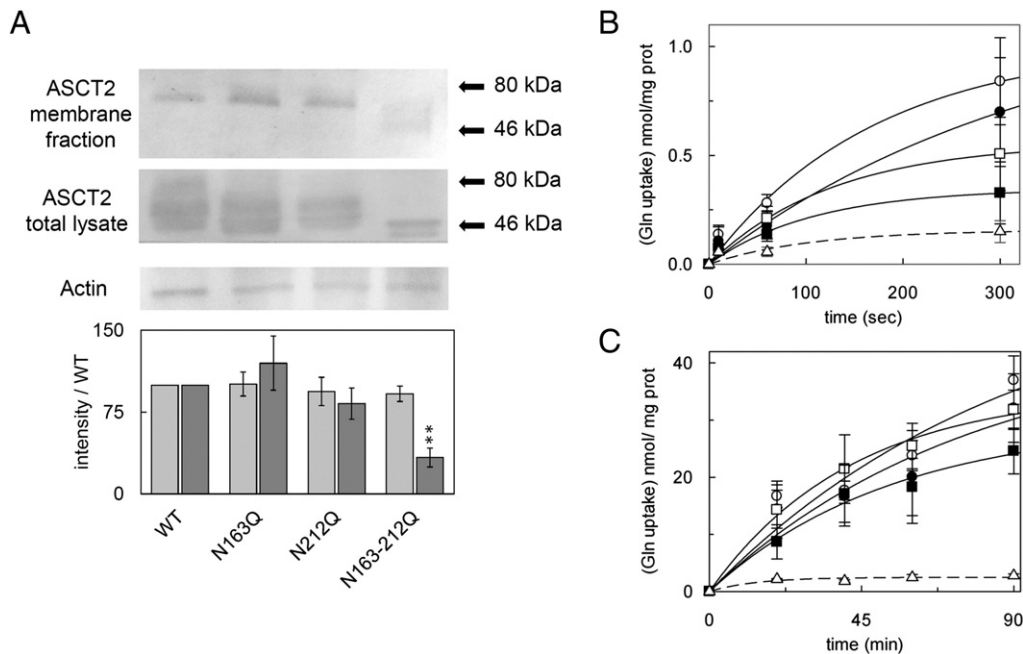 A
ASCT2
membrane
fraction
80 kDa
46 kDa
ASCT2
total lysate
80 kDa
46 kDa
Actin
intensity / WT
150
75
0
**
WT
N163Q
N212Q
N163-212Q
B
(Gln uptake) nmol/mg prot
1.0
0.5
0.0
0
100
200
300
time (sec)
C
(Gln uptake) nmol/ mg prot
40
20
0
0
45
90
time (min)